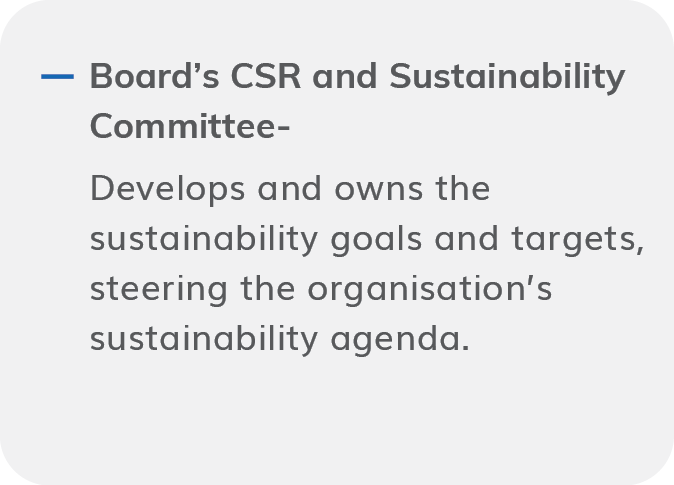 — Board’s CSR and Sustainability
Committee-
Develops and owns the
sustainability goals and targets,
steering the organisation’s
sustainability agenda.